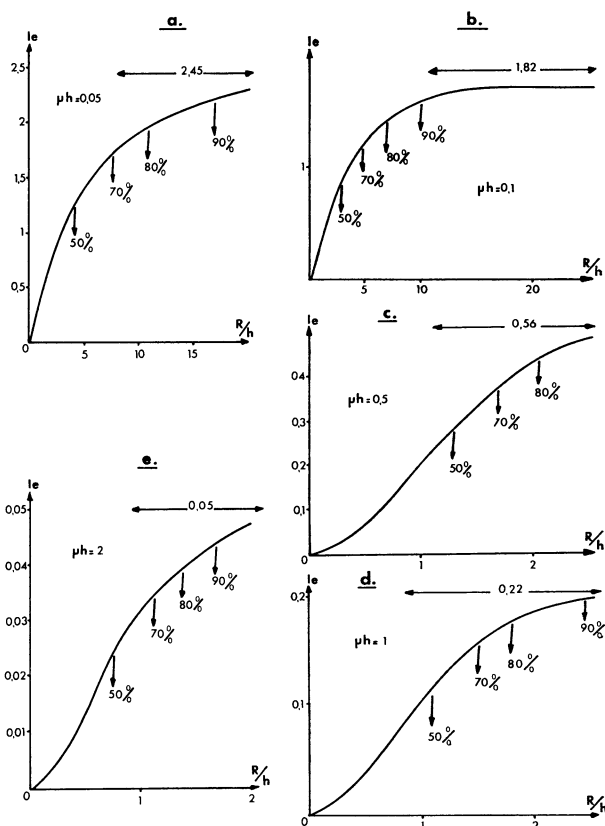 a.
Ie
2,45
2,5
µh=0,05
2
90%
80%
1,5
70%
1
50%
0,5
R/h
0
5
10
15
b.
Ie
1,82
90%
80%
1
70%
µh=0,1
50%
R/h
0
5
10
20
c.
Ie
0,56
04
µh=0,5
80%
70%
0,3
50%
0,2
0,1
R/h
0
1
2
e.
Ie
0,05
0,05
µh=2
0,04
90%
80%
0,03
70%
0,02
50%
0,01
R/h
0
1
2
d.
Ie
0,22
0,2
90%
µh=1
80%
70%
0,1
50%
R/h
0
1
2